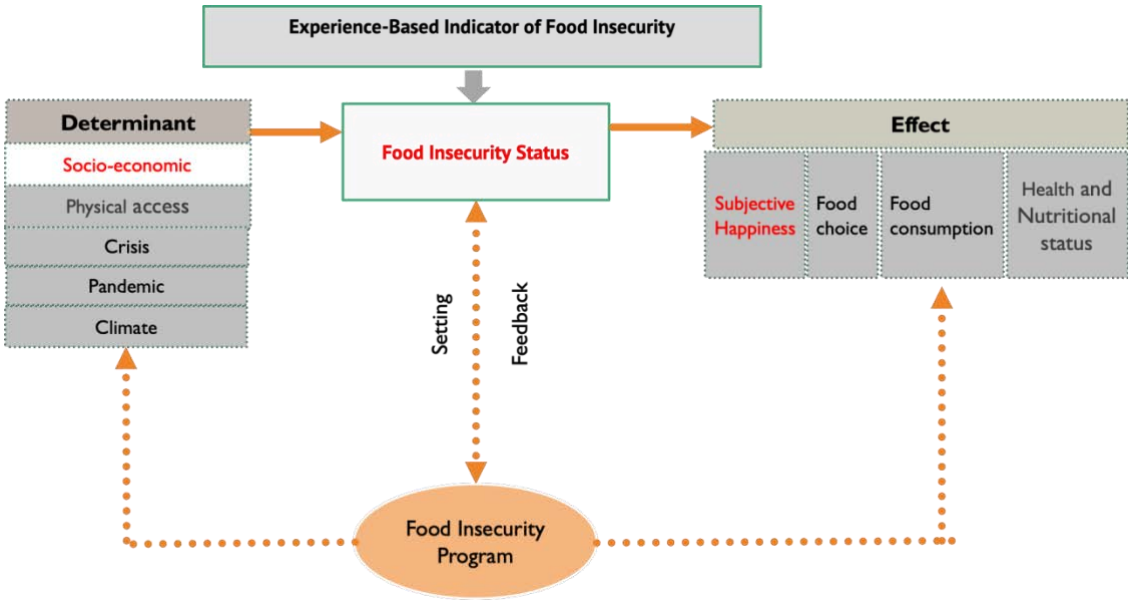 Experience-Based Indicator of Food Insecurity
Determinant
Socio-economic
Physical access
Crisis
Pandemic
Climate
Food Insecurity Status
Effect
Subjective
Happiness
Food
choice
Food
consumption
Health and
Nutritional
status
Setting
Feedback
Food Insecurity
Program